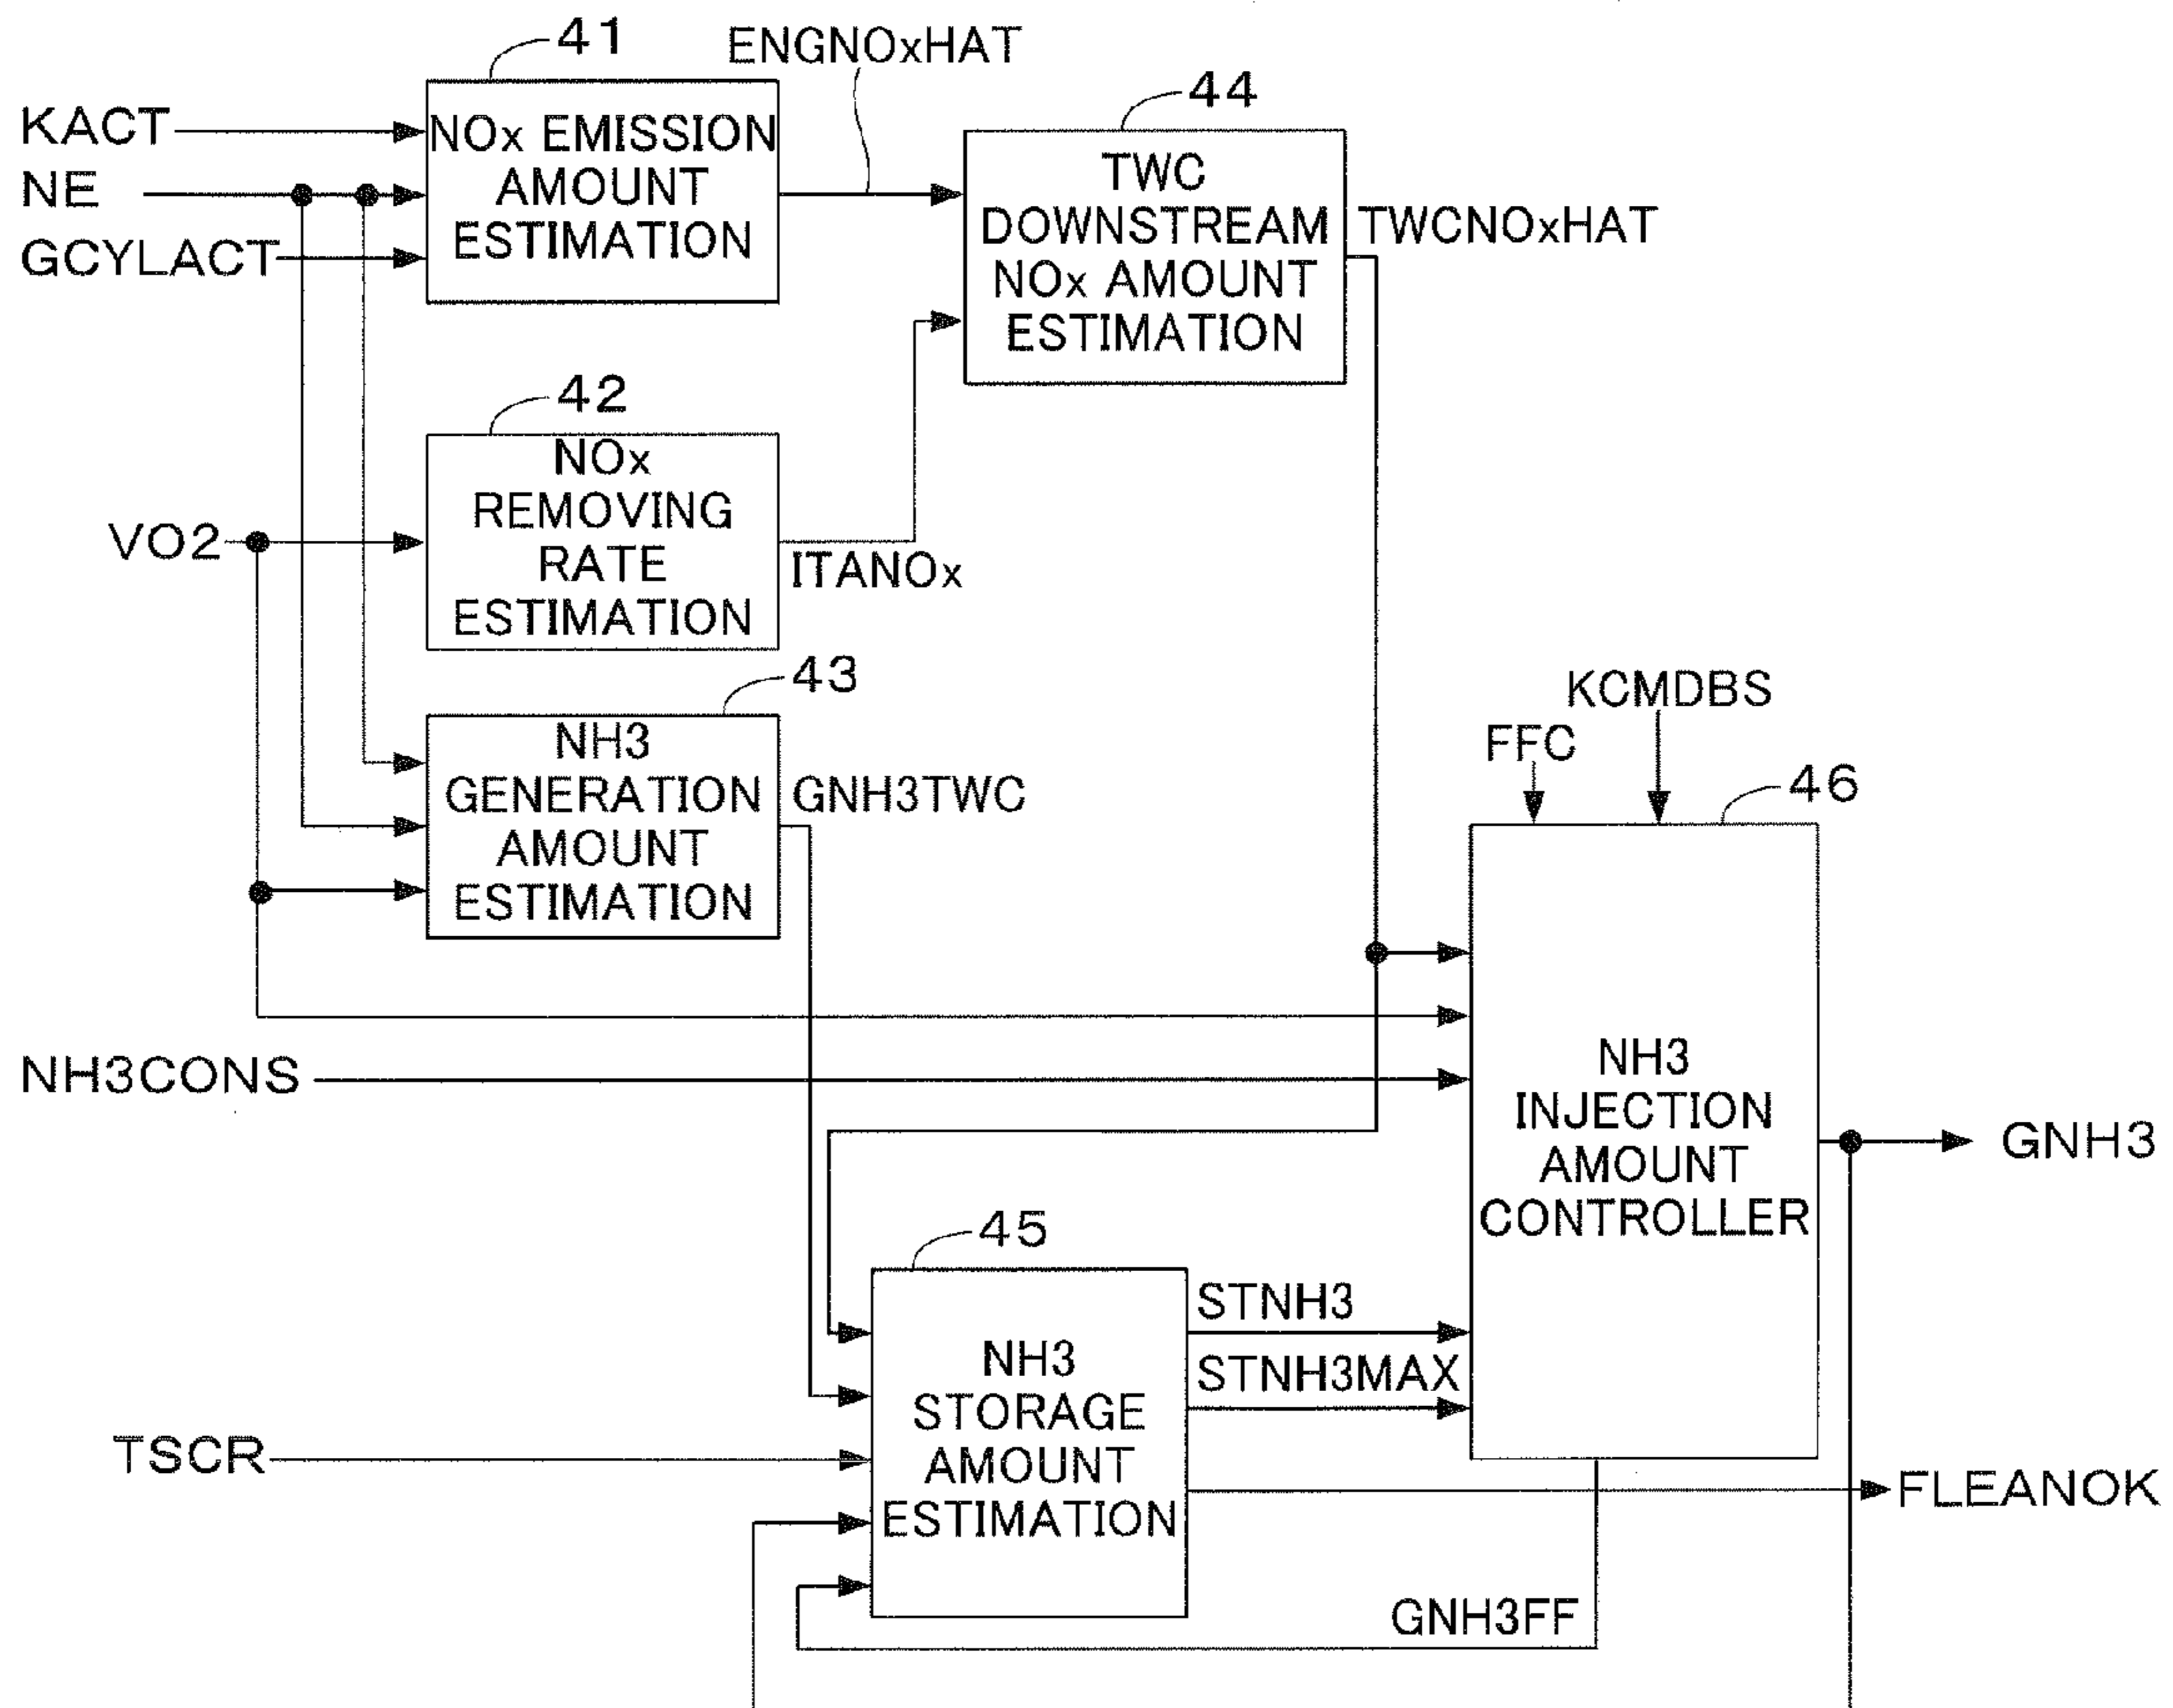 41
ENGNOxHAT
KACT
NE
GCYLACT
NOx EMISSION
AMOUNT
ESTIMATION
44
TWC
DOWNSTREAM
NOx AMOUNT
ESTIMATION
TWCNOxHAT
42
VO2
NOx
REMOVING
RATE
ESTIMATION
ITANOx
43
NH3
GENERATION
AMOUNT
ESTIMATION
GNH3TWC
KCMDBS
FFC
46
NH3CONS
NH3
INJECTION
AMOUNT
CONTROLLER
GNH3
45
STNH3
STNH3MAX
NH3
STORAGE
AMOUNT
ESTIMATION
TSCR
FLEANOK
GNH3FF